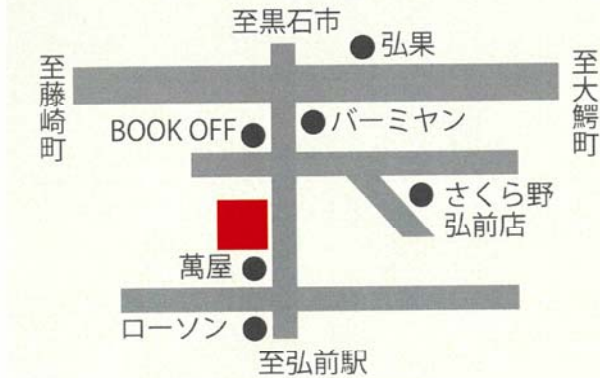 至黒石市
弘果
至藤崎町
至大鰐町
BOOK OFF
バーミヤン
さくら野
弘前店
萬屋
ローソン
至弘前駅